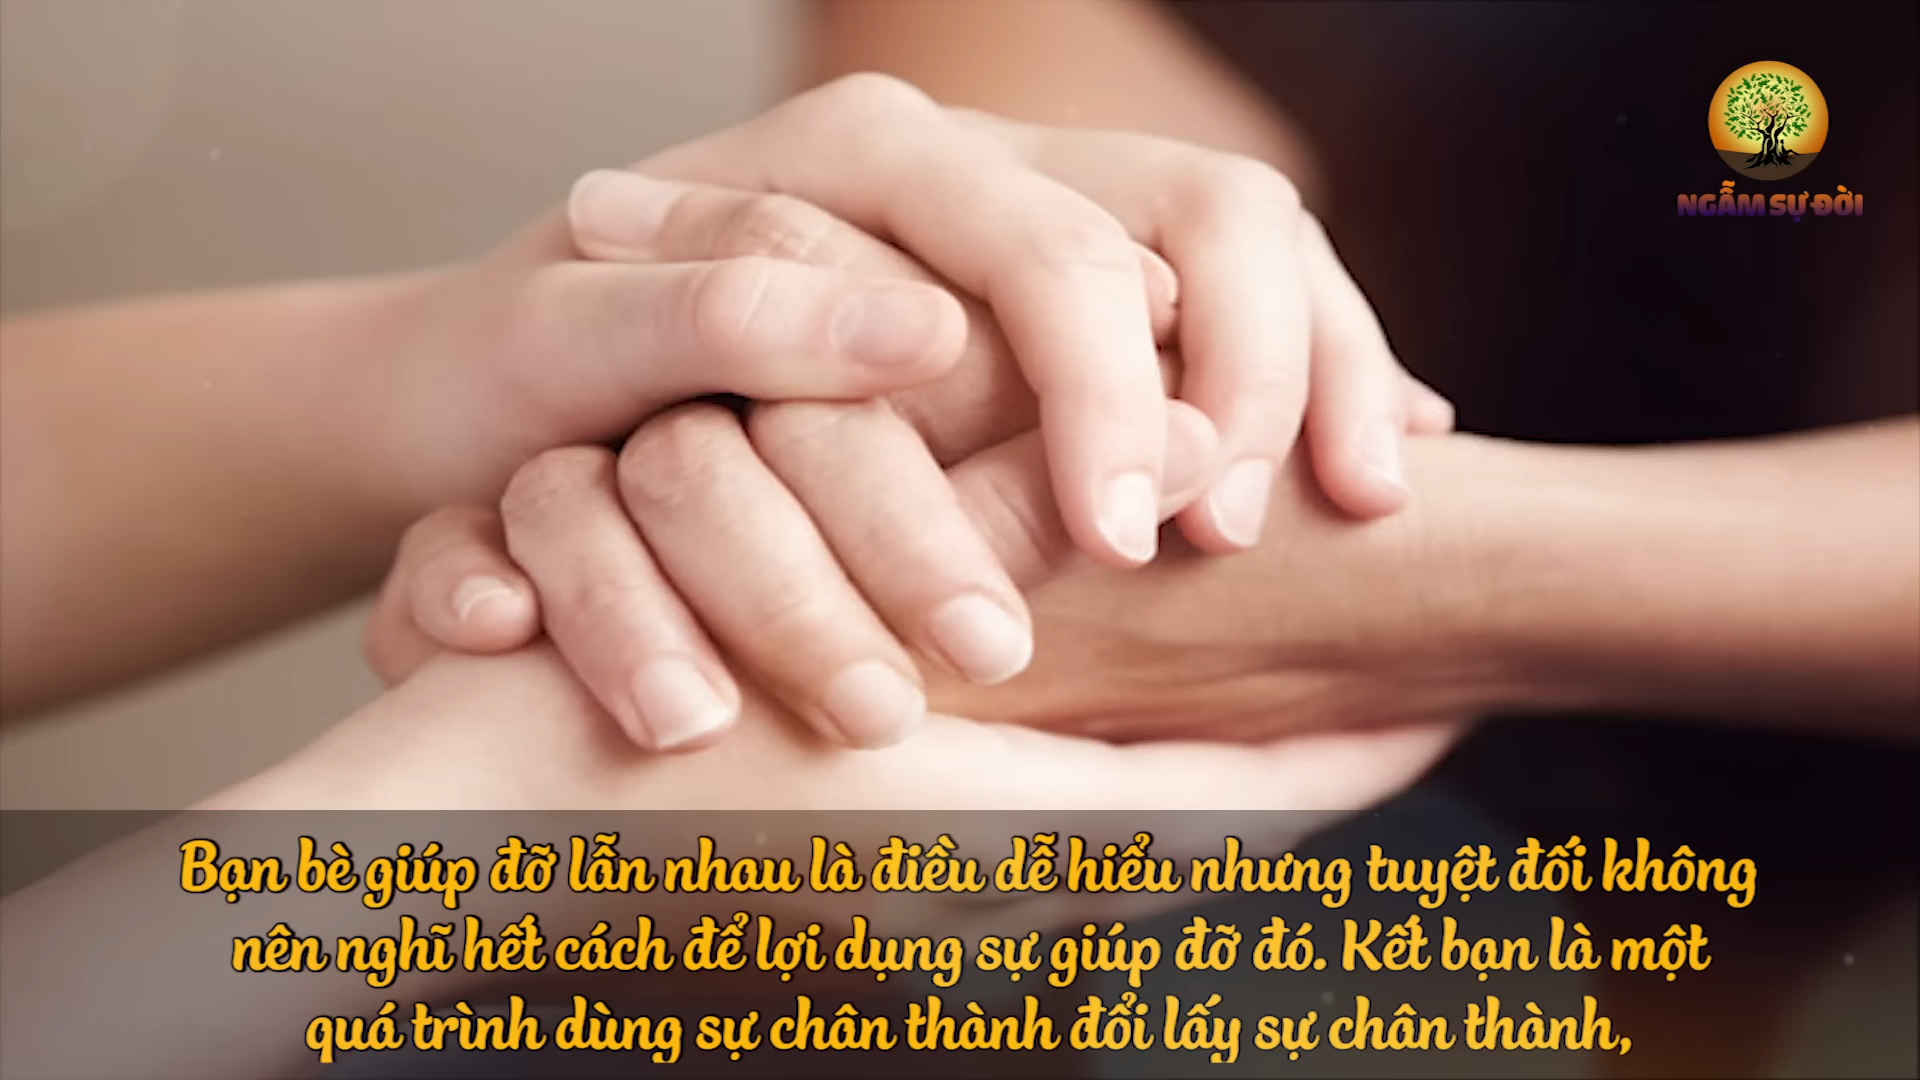 NGẪM SỰ ĐỜI
Bạn bè giúp đỡ lẫn nhau là điều dễ hiểu nhưng tuyệt đối không
nên nghĩ hết cách để lợi dụng sự giúp đỡ đó. Kết bạn là một
quá trình dùng sự chân thành đổi lấy sự chân thành,